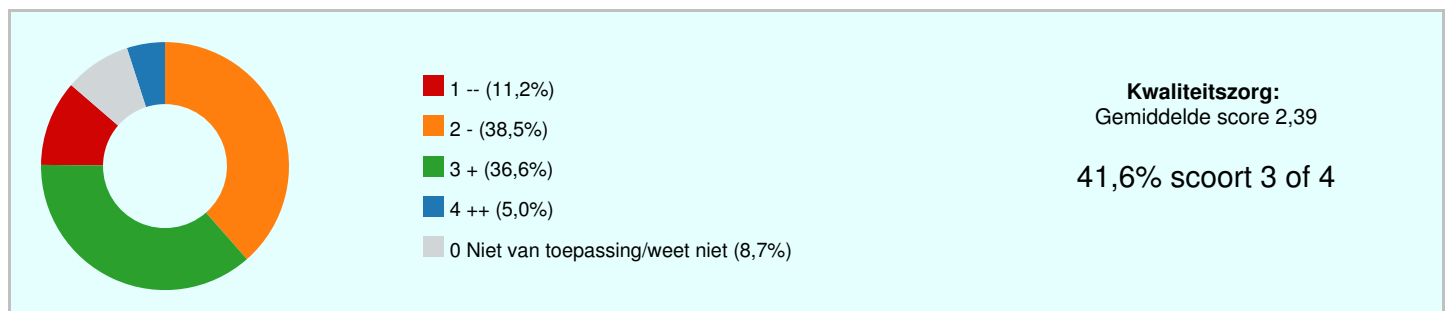 1 -- (11,2%)
2 - (38,5%)
3 + (36,6%)
4 ++ (5,0%)
0 Niet van toepassing/weet niet (8,7%)
Kwaliteitszorg:
Gemiddelde score 2,39
41,6% scoort 3 of 4